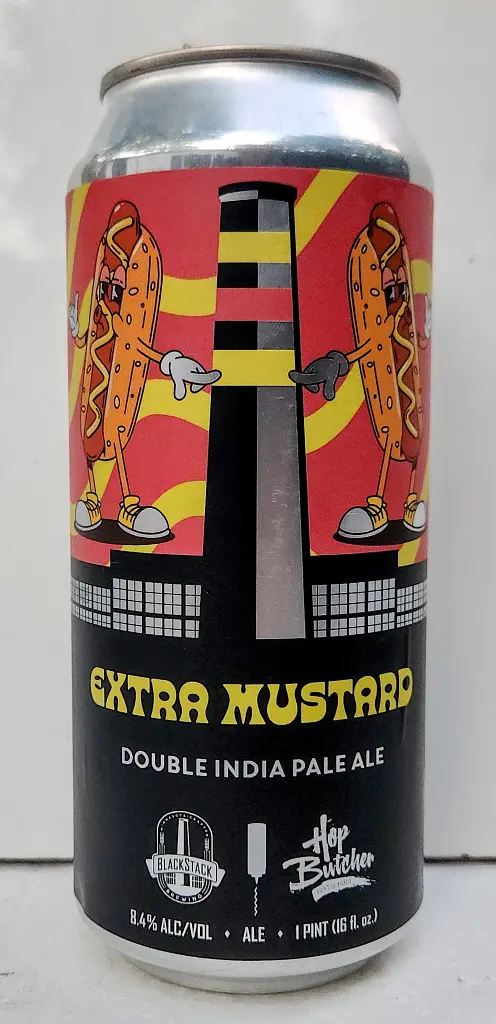 EXTRA MUSTARD
DOUBLE INDIA PALE ALE
BLACKSTACK
BREWING
Hop
Butcher
8.4% ALC/VOL • ALE • 1 PINT (16 fl. oz.)